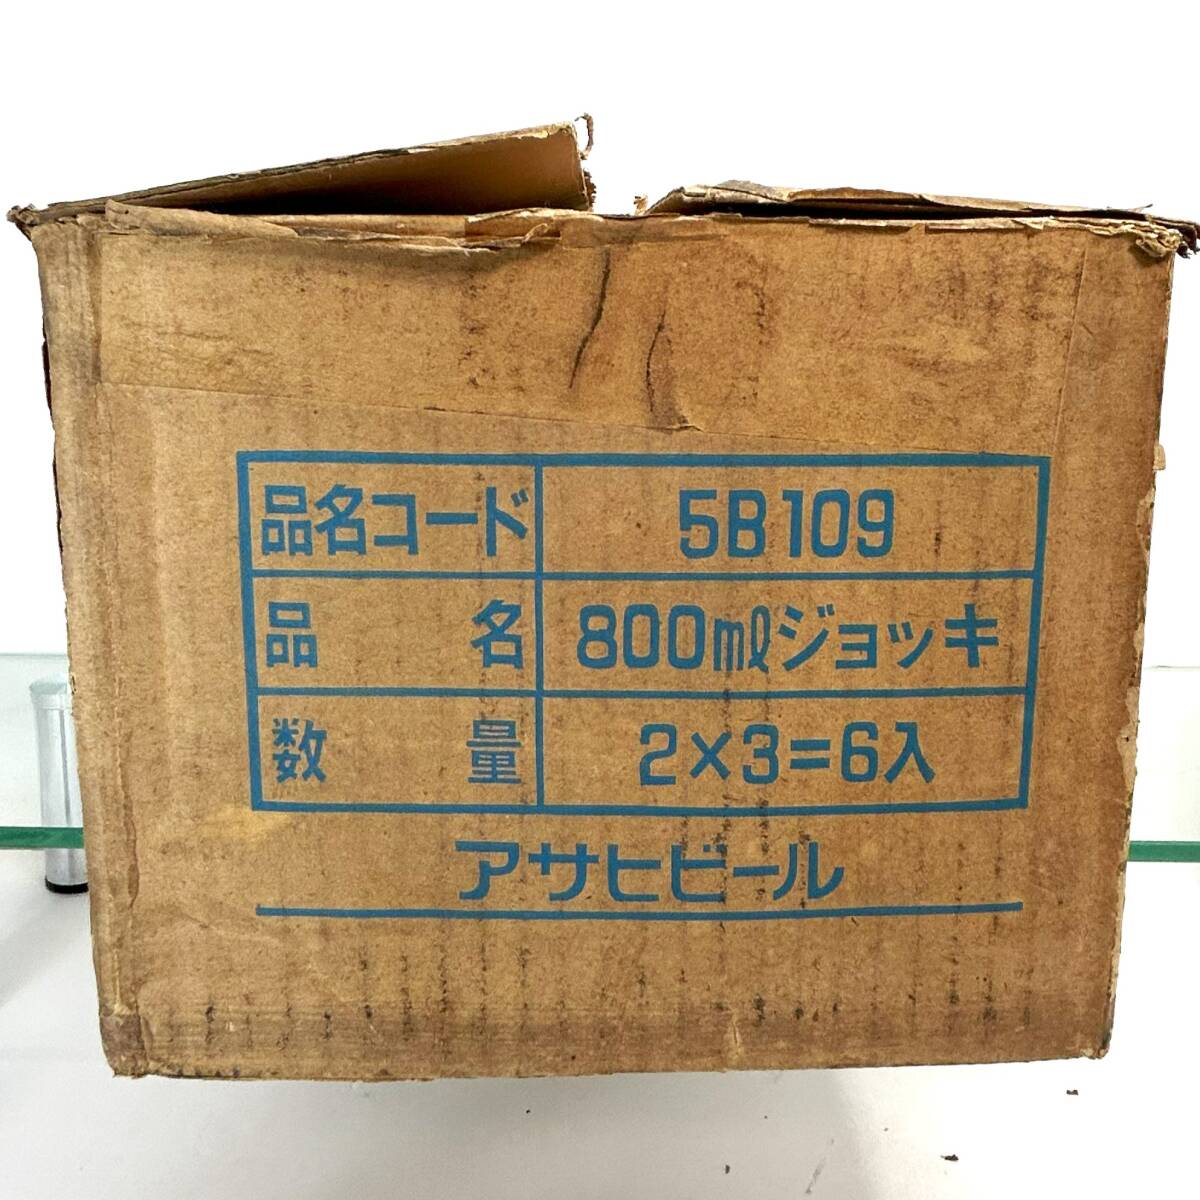 品名コード 5B109
品名 800mlジョッキ
数量 2×3=6入
アサヒビール